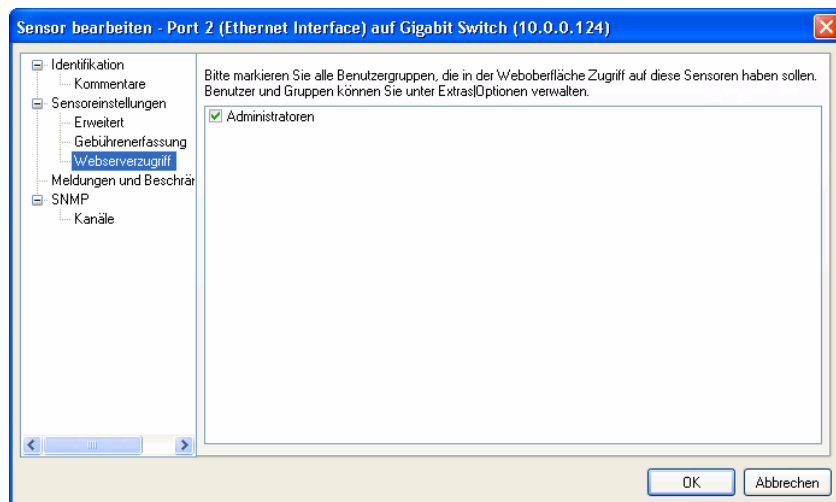 Sensor bearbeiten - Port 2 (Ethernet Interface) auf Gigabit Switch (10.0.0.124)
Identifikation
Kommentare
Sensoreinstellungen
Erweitert
Gebührenerfassung
Webserverzugriff
Meldungen und Beschrär
SNMP
Kanäle
Bitte markieren Sie alle Benutzergruppen, die in der Weboberfläche Zugriff auf diese Sensoren haben sollen.
Benutzer und Gruppen können Sie unter Extras|Optionen verwalten.
Administratoren
OK
Abbrechen